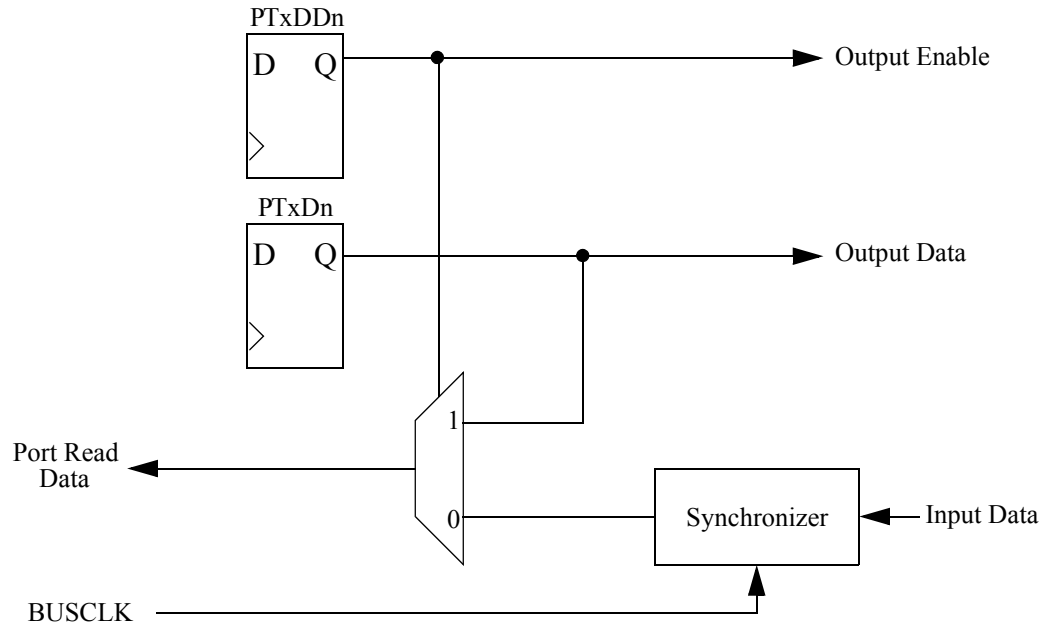 PTxDDn
D Q
Output Enable
PTxDn
D Q
Output Data
1
Port Read
Data
0
Synchronizer
Input Data
BUSCLK